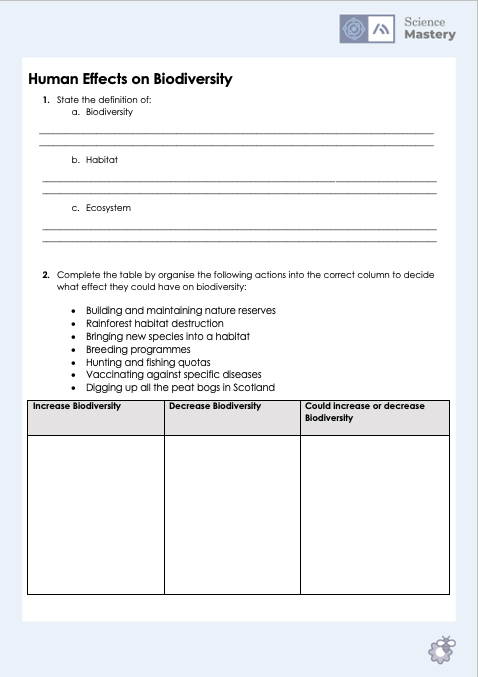 Science
Mastery
Human Effects on Biodiversity
1. State the definition of:
a. Biodiversity
b. Habitat
c. Ecosystem
2. Complete the table by organise the following actions into the correct column to decide
what effect they could have on biodiversity:
• Building and maintaining nature reserves
• Rainforest habitat destruction
• Bringing new species into a habitat
• Breeding programmes
• Hunting and fishing quotas
• Vaccinating against specific diseases
• Digging up all the peat bogs in Scotland
Increase Biodiversity
Decrease Biodiversity
Could increase or decrease
Biodiversity